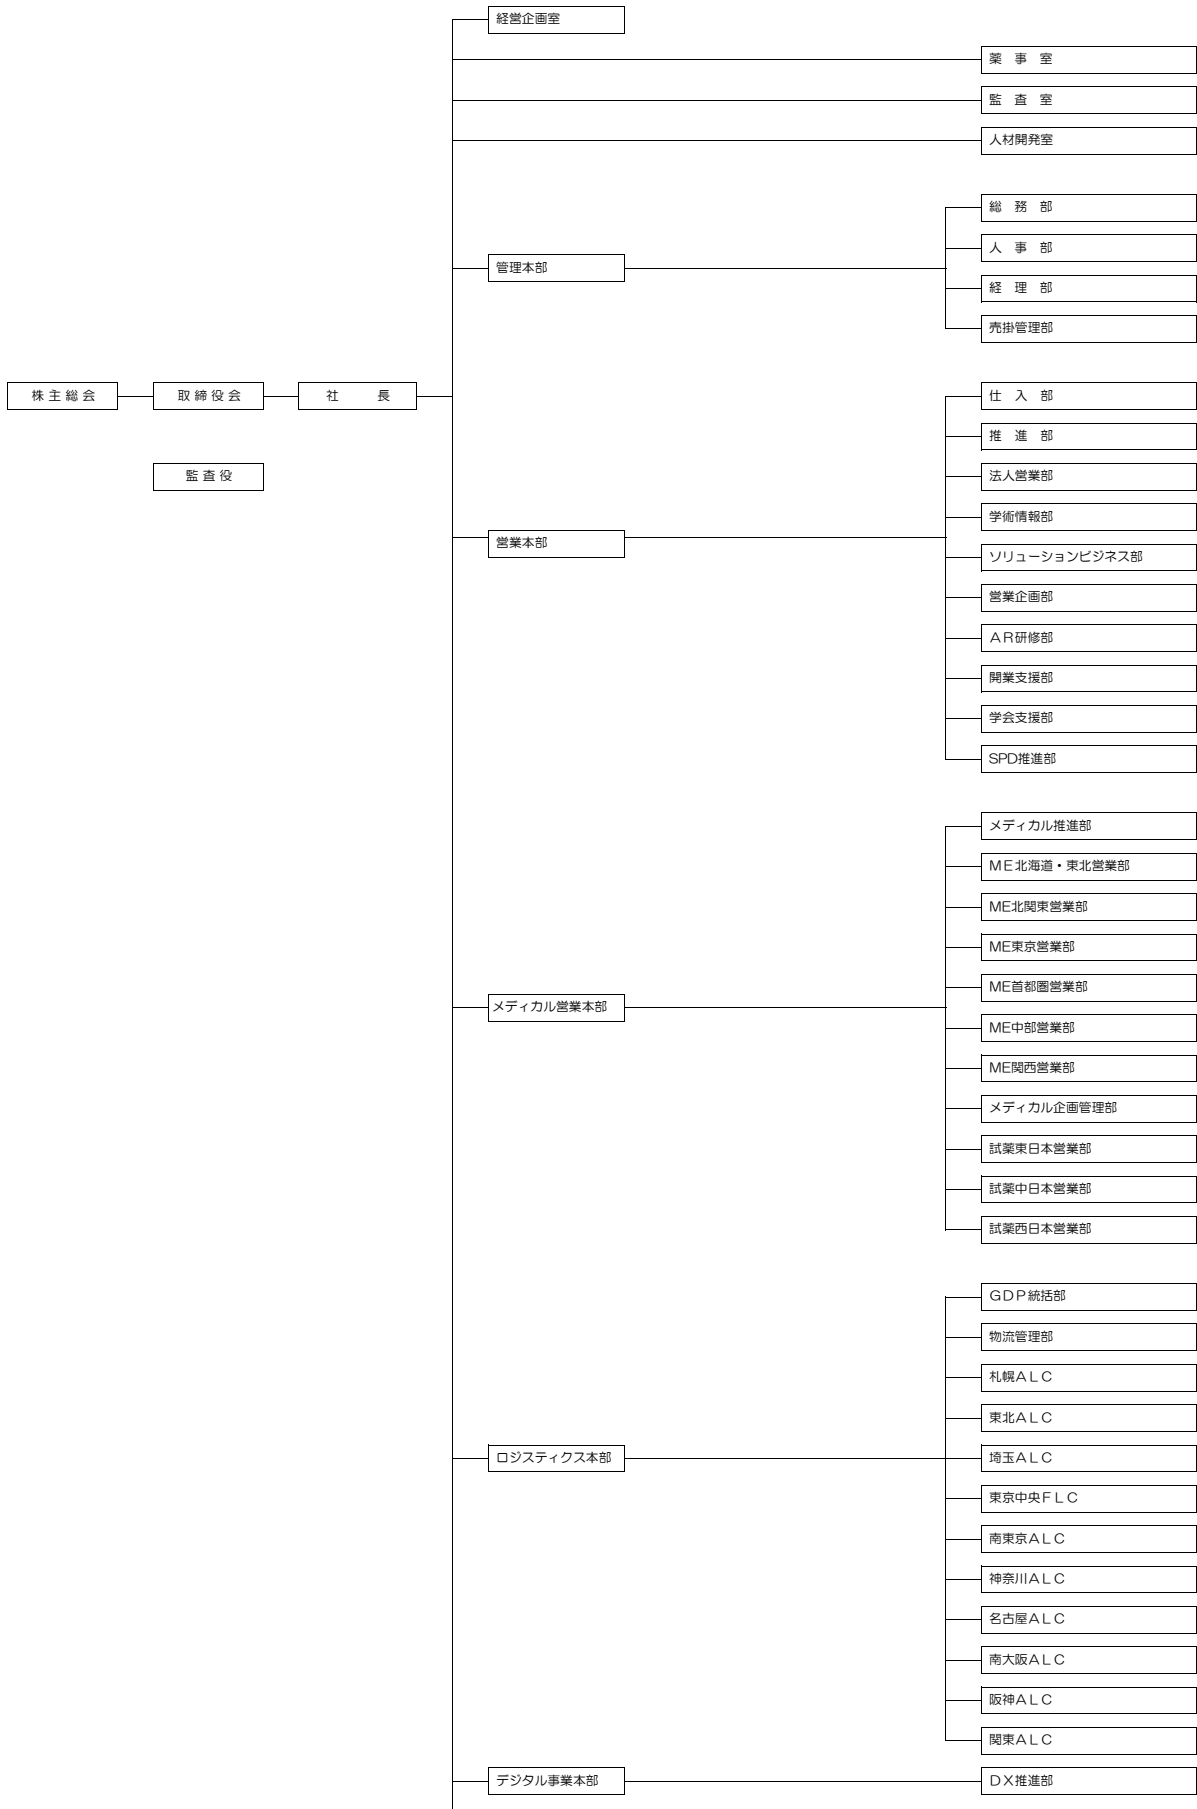 経営企画室
薬　事　室
監　査　室
人材開発室
総　務　部
人　事　部
管理本部
経　理　部
売掛管理部
株主総会
取締役会
社　　長
監査役
仕　入　部
推　進　部
法人営業部
学術情報部
営業本部
ソリューションビジネス部
営業企画部
ＡＲ研修部
開業支援部
学会支援部
SPD推進部
メディカル推進部
ＭＥ北海道・東北営業部
ME北関東営業部
ME東京営業部
ME首都圏営業部
メディカル営業本部
ME中部営業部
ME関西営業部
メディカル企画管理部
試薬東日本営業部
試薬中日本営業部
試薬西日本営業部
ＧＤＰ統括部
物流管理部
札幌ＡＬＣ
東北ＡＬＣ
ロジスティクス本部
埼玉ＡＬＣ
東京中央ＦＬＣ
南東京ＡＬＣ
神奈川ＡＬＣ
名古屋ＡＬＣ
南大阪ＡＬＣ
阪神ＡＬＣ
関東ＡＬＣ
デジタル事業本部
ＤＸ推進部